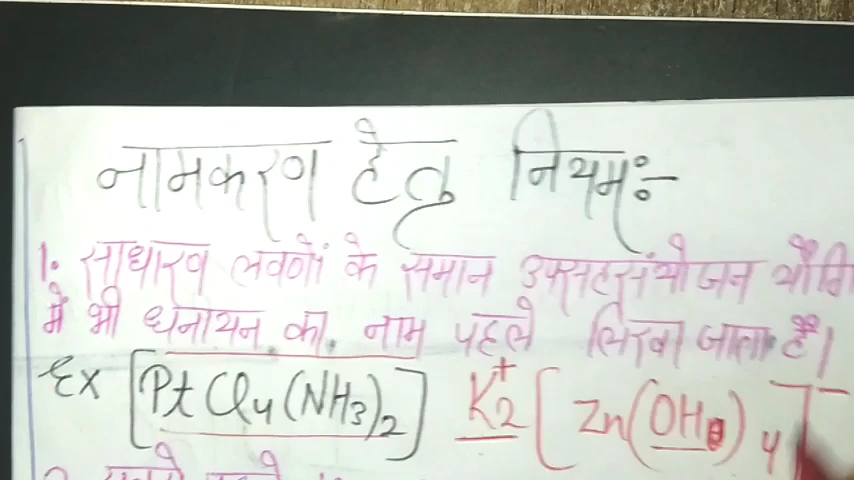 नामकरण हेतु नियम:-
1. साधारण लवणों के समान उपसहसंयोजन यौगि
में भी धनायन का नाम पहले लिखा जाता है।
Ex [PtCl4(NH3)2] K2+ [Zn(OH)4]-